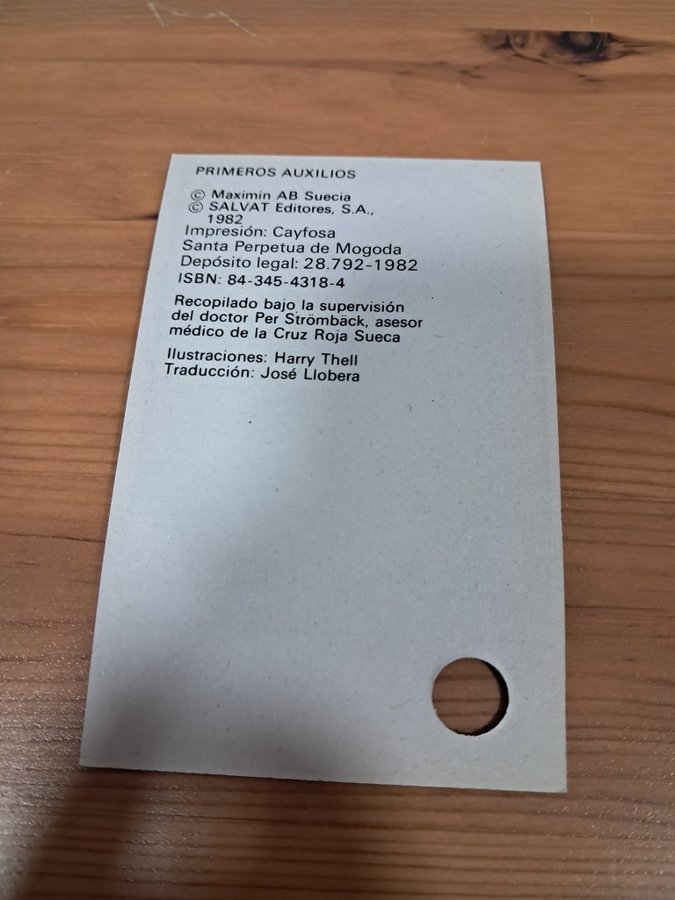 PRIMEROS AUXILIOS
© Maximin AB Suecia
© SALVAT Editores, S.A.,
1982
Impresión: Cayfosa
Santa Perpetua de Mogoda
Depósito legal: 28.792-1982
ISBN: 84-345-4318-4
Recopilado bajo la supervisión
del doctor Per Strömbäck, asesor
médico de la Cruz Roja Sueca
Ilustraciones: Harry Thell
Traducción: José Llobera